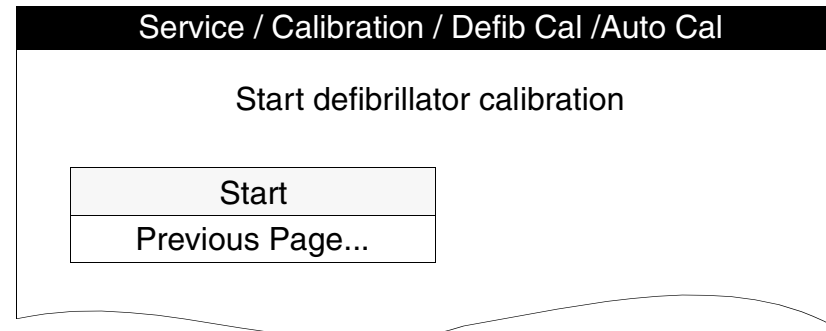 Service / Calibration / Defib Cal /Auto Cal
Start defibrillator calibration
Start
Previous Page...